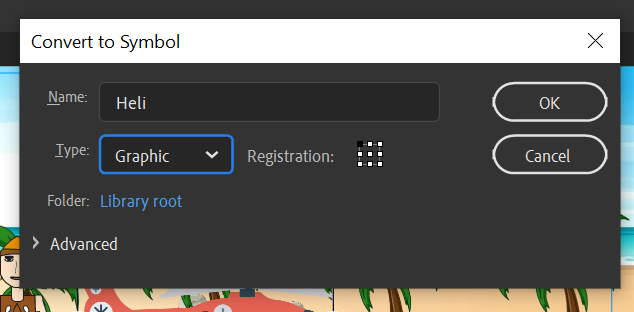 Convert to Symbol
Name: Heli OK
Type: Graphic Registration: Cancel
Folder: Library root
Advanced